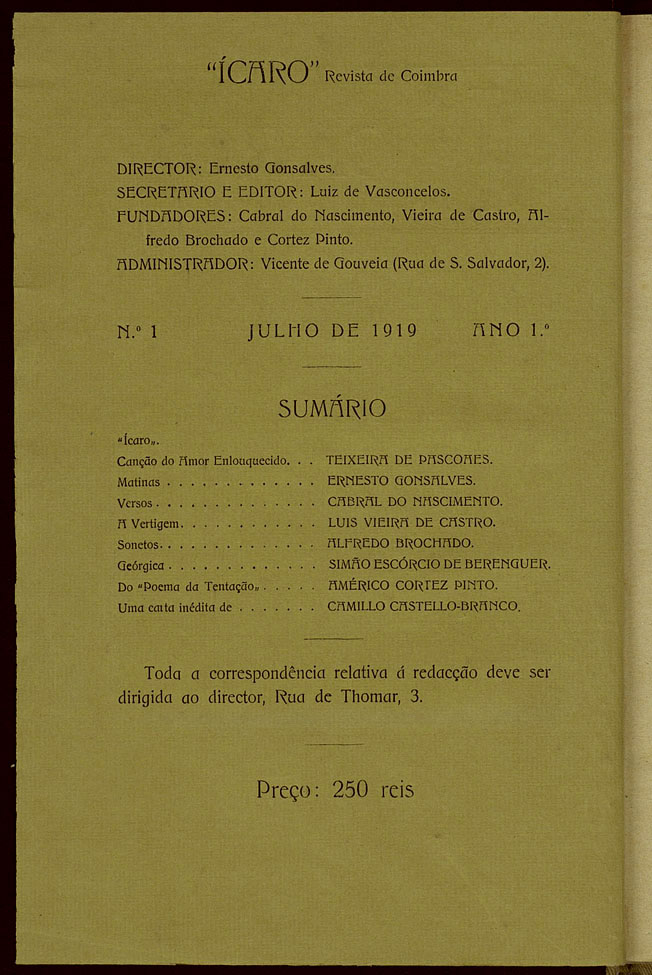 “ÍCARO” Revista de Coimbra
DIRECTOR: Ernesto Gonsalves.
SECRETARIO E EDITOR: Luiz de Vasconcelos.
FUNDADORES: Cabral do Nascimento, Vieira de Castro, Al-
fredo Brochado e Cortez Pinto.
ADMINISTRADOR: Vicente de Gouveia (Rua de S. Salvador, 2).
N.º 1 JULHO DE 1919 ANO 1.º
SUMÁRIO
“Ícaro„.
Canção do Amor Enlouquecido. . . TEIXEIRA DE PASCOAES.
Matinas . . . . . . . . . . . . . ERNESTO GONSALVES.
Versos . . . . . . . . . . . . . . CABRAL DO NASCIMENTO.
A Vertigem. . . . . . . . . . . . LUIS VIEIRA DE CASTRO.
Sonetos. . . . . . . . . . . . . . ALFREDO BROCHADO.
Geórgica . . . . . . . . . . . . . SIMÃO ESCÓRCIO DE BERENGUER.
Do “Poema da Tentação„ . . . . . AMÉRICO CORTEZ PINTO.
Uma carta inédita de . . . . . . . CAMILLO CASTELLO-BRANCO.
Toda a correspondência relativa á redacção deve ser
dirigida ao director, Rua de Thomar, 3.
Preço: 250 reis